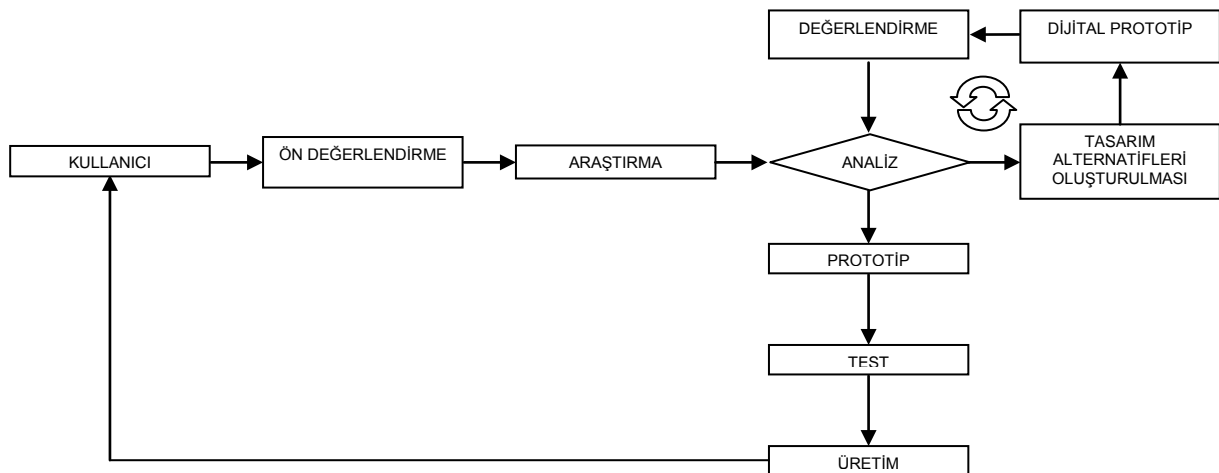 DEĞERLENDİRME
DİJİTAL PROTOTİP
KULLANICI
ÖN DEĞERLENDİRME
ARAŞTIRMA
ANALİZ
TASARIM
ALTERNATİFLERİ
OLUŞTURULMASI
PROTOTİP
TEST
ÜRETİM